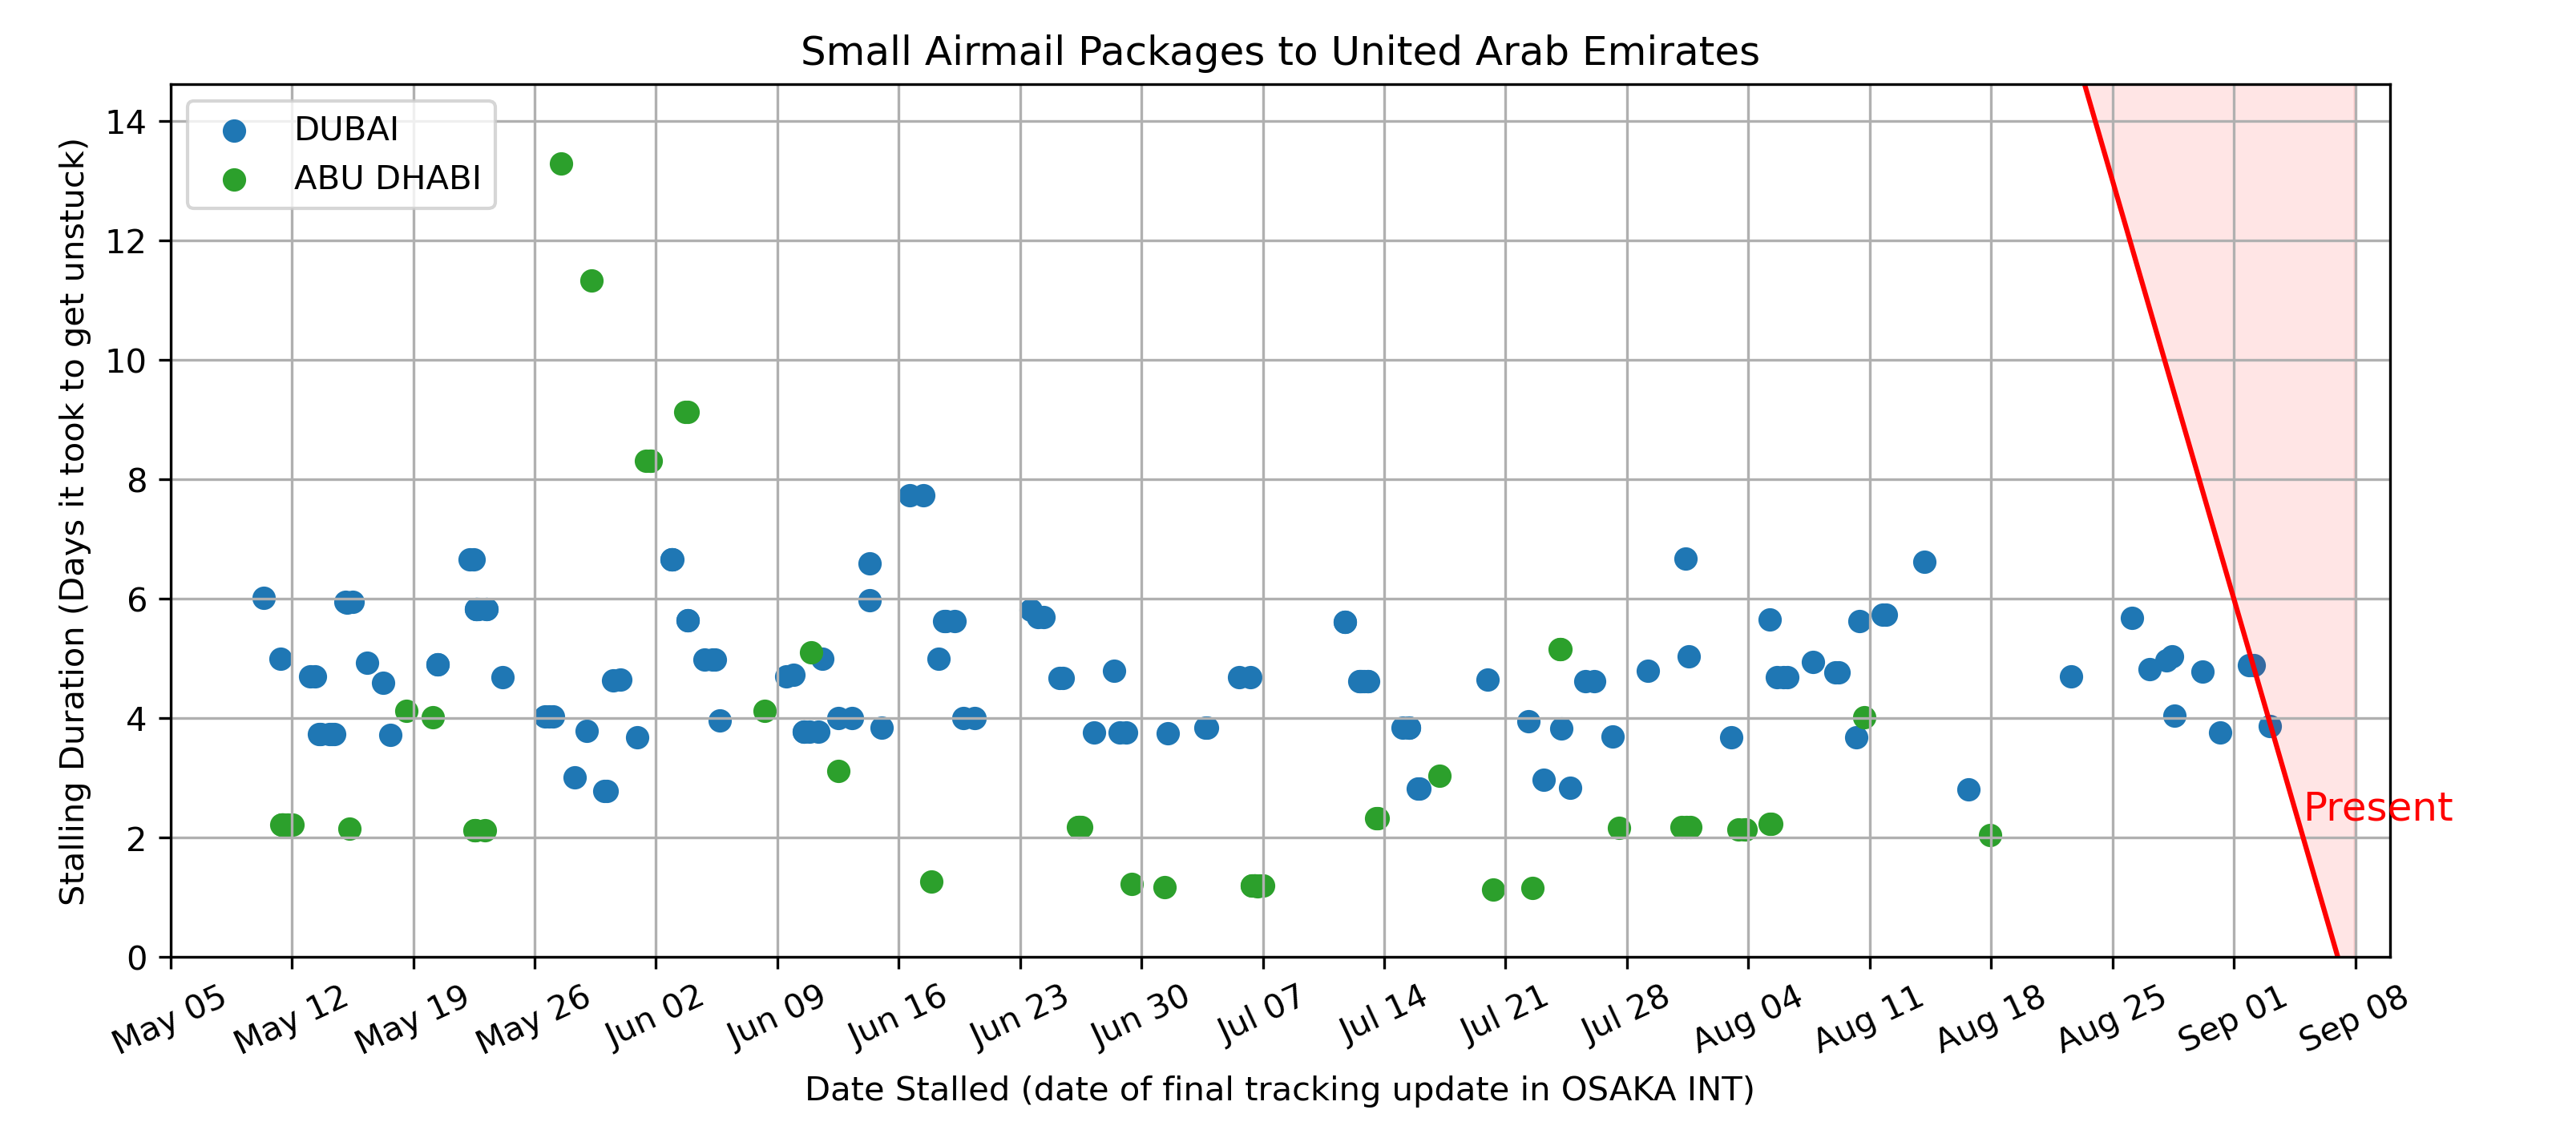 Small Airmail Packages to United Arab Emirates
DUBAI
ABU DHABI
Stalling Duration (Days it took to get unstuck)
14
12
10
8
6
4
2
0
Present
May 05 May 12 May 19 May 26 Jun 02 Jun 09 Jun 16 Jun 23 Jun 30 Jul 07 Jul 14 Jul 21 Jul 28 Aug 04 Aug 11 Aug 18 Aug 25 Sep 01 Sep 08
Date Stalled (date of final tracking update in OSAKA INT)